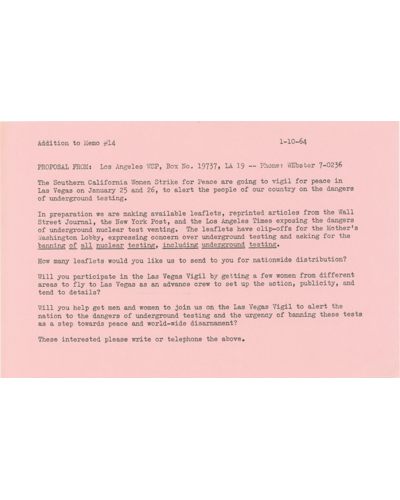 Addition to Memo #14 1-10-64
PROPOSAL FROM: Los Angeles WSP, Box No. 19737, LA 19 -- Phone: WEbster 7-0236
The Southern California Women Strike for Peace are going to vigil for peace in
Las Vegas on January 25 and 26, to alert the people of our country on the dangers
of underground testing.
In preparation we are making available leaflets, reprinted articles from the Wall
Street Journal, the New York Post, and the Los Angeles Times exposing the dangers
of underground nuclear test venting. The leaflets have clip-offs for the Mother's
Washington Lobby, expressing concern over underground testing and asking for the
banning of all nuclear testing, including underground testing.
How many leaflets would you like us to send to you for nationwide distribution?
Will you participate in the Las Vegas Vigil by getting a few women from different
areas to fly to Las Vegas as an advance crew to set up the action, publicity, and
tend to details?
Will you help get men and women to join us on the Las Vegas Vigil to alert the
nation to the dangers of underground testing and the urgency of banning these tests
as a step towards peace and world-wide disarmament?
These interested please write or telephone the above.